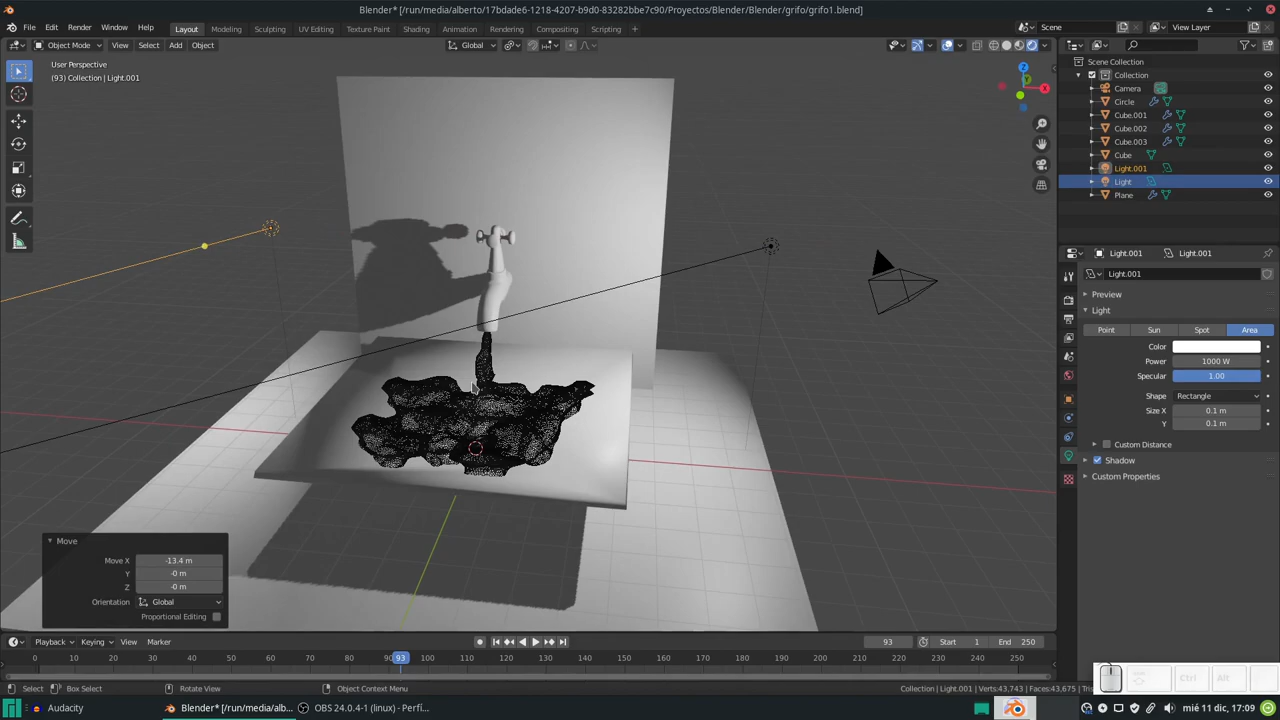 Blender* [/run/media/alberto/17bdade6-1218-4207-b9d0-83282bbe7c90/Proyectos/Blender/Blender/grifo/grifo1.blend]
File Edit Render Window Help Layout Modeling Sculpting UV Editing Texture Paint Shading Animation Rendering Compositing Scripting + Scene View Layer
Object Mode View Select Add Object Global
User Perspective
(93) Collection | Light.001
Z
X
Y
Scene Collection
Collection
Camera
Circle
Cube.001
Cube.002
Cube.003
Cube
Light.001
Light
Plane
Light.001 Light.001
Light.001
Preview
Light
Point Sun Spot Area
Color
Power 1000 W
Specular 1.00
Shape Rectangle
Size X 0.1 m
Y 0.1 m
Custom Distance
Shadow
Custom Properties
Move
Move X -13.4 m
Y -0 m
Z -0 m
Orientation Global
Proportional Editing
Playback Keying View Marker 93 Start 1 End 250
0 10 20 30 40 50 60 70 80 93 100 110 120 130 140 150 160 170 180 190 200 210 220 230 240 250
Select Box Select Rotate View Object Context Menu Collection | Light.001 | Verts:43,743 | Faces:43,675 | Tri
Ctrl Alt
Audacity Blender* [/run/media/alb... OBS 24.0.4-1 (linux) - Perfi... mié 11 dic, 17:09